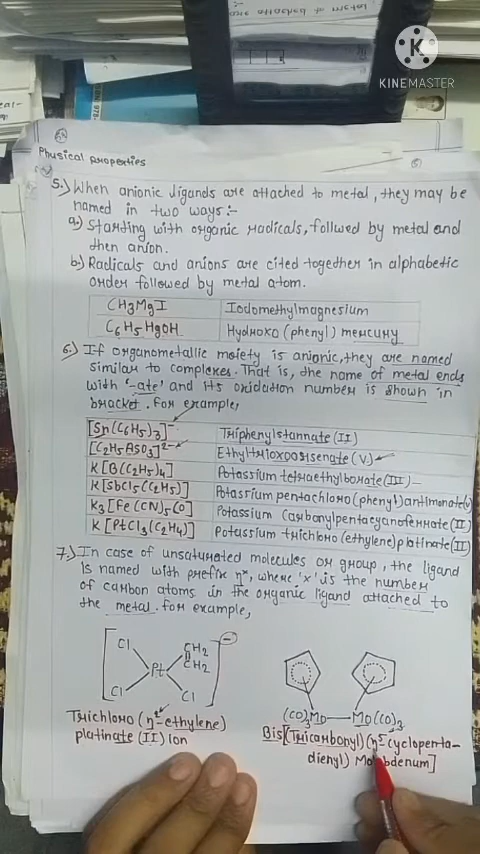 are attached to metal
KINEMASTER
Physical properties
5.) When anionic ligands are attached to metal, they may be
named in two ways:-
a) Starting with organic radicals, follwed by metal and
then anion.
b) Radicals and anions are cited together in alphabetic
order followed by metal atom.
CH3MgI Iodomethylmagnesium
C6H5HgOH Hydroxo (phenyl) mercury
6.) If organometallic moiety is anionic, they are named
similar to complexes. That is, the name of metal ends
with '-ate' and its oxidation number is shown in
bracket. for example,
[Sn(C6H5)3]- Triphenylstannate (II)
[C2H5AsO3]2- Ethyltrioxoarsenate (V)
K[B(C2H5)4] Potassium tetraethylborate (III)
K[SbCl5(C2H5)] Potassium pentachloro (phenyl) antimonate (V)
K3[Fe(CN)5CO] Potassium Carbonylpentacyanoferrate (II)
K[PtCl3(C2H4)] Potassium trichloro (ethylene) platinate (II)
7.) In case of unsaturated molecules or group, the ligand
is named with prefix ηx, where 'x' is the number
of carbon atoms in the organic ligand attached to
the metal. for example,
Cl CH2
CH2
Pt
Cl Cl
(CO)3Mo Mo(CO)3
Trichloro (η2-ethylene)
platinate (II) Ion
Bis[(Tricarbonyl) (η5-cyclopenta-
dienyl) Mo bdenum]